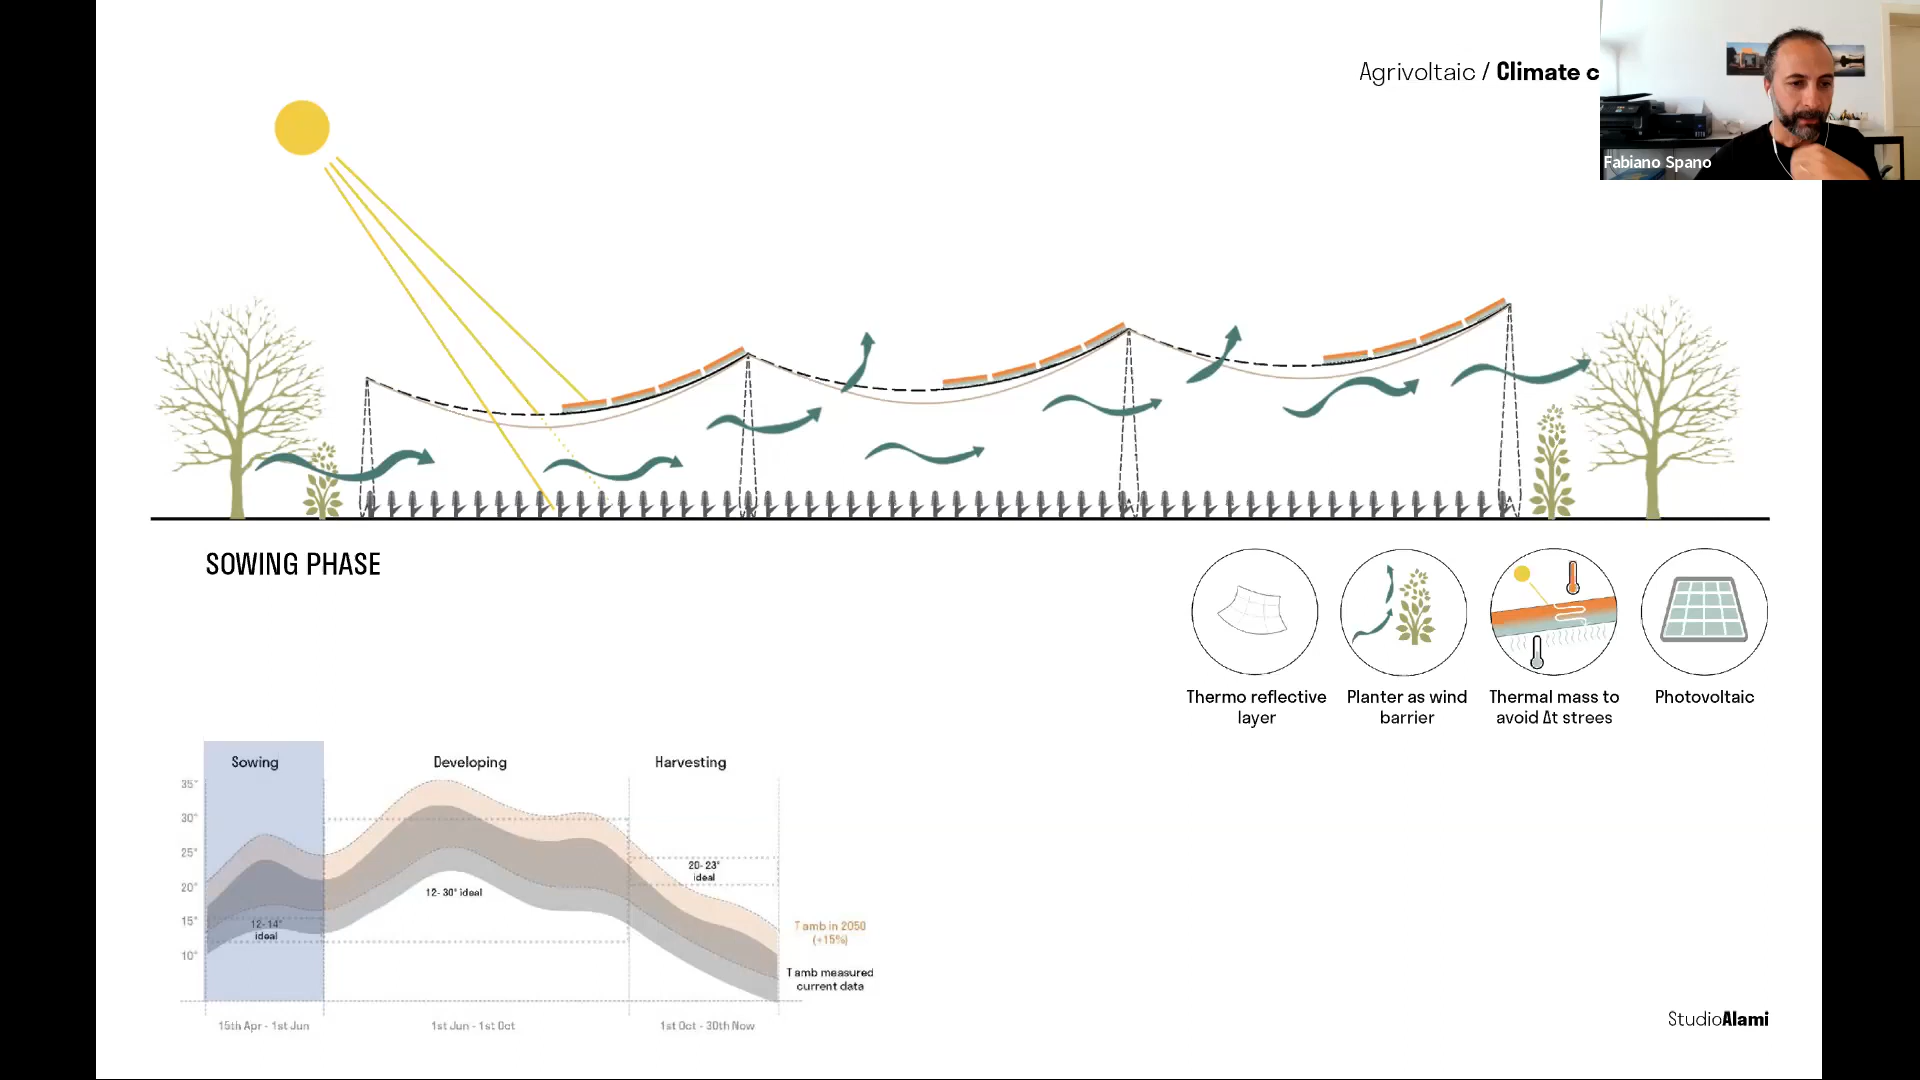 Agrivoltaic / Climate c
Fabiano Spano
SOWING PHASE
Thermo reflective
layer
Planter as wind
barrier
Thermal mass to
avoid Δt strees
Photovoltaic
Sowing
Developing
Harvesting
35°
30°
25°
20°
15°
10°
12-14°
ideal
12-30° ideal
20-23°
ideal
T amb in 2050
(+15%)
T amb measured
current data
15th Apr - 1st Jun
1st Jun - 1st Oct
1st Oct - 30th Now
StudioAlami